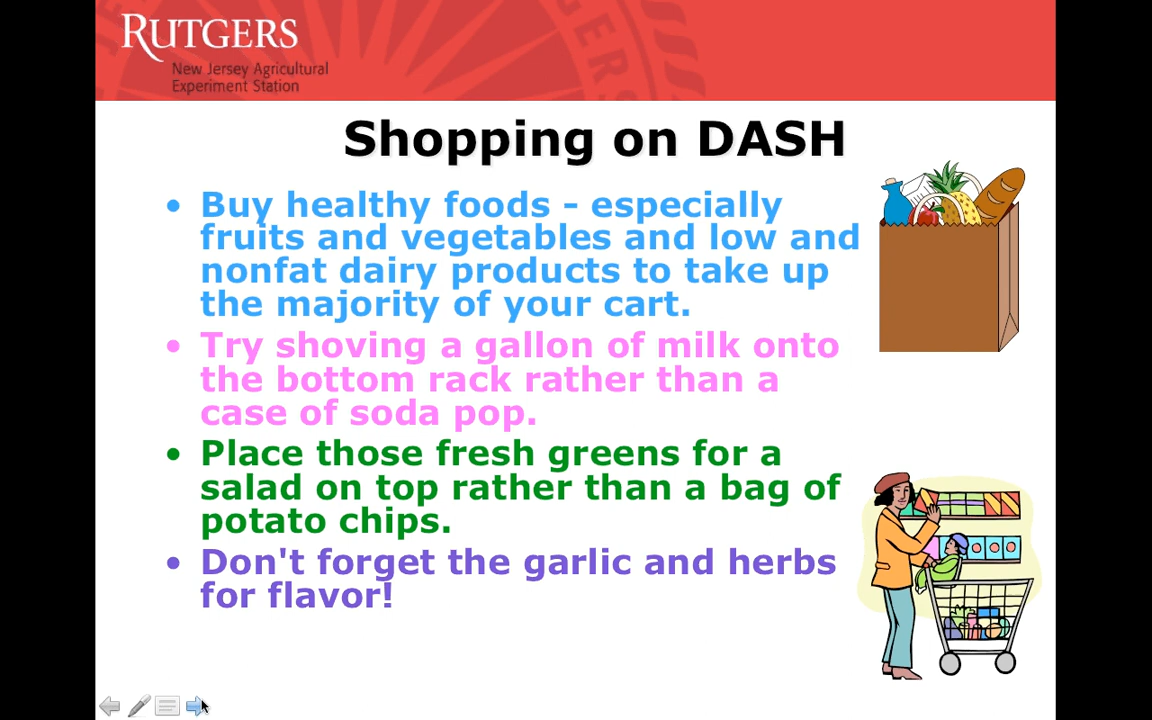 RUTGERS
New Jersey Agricultural
Experiment Station
Shopping on DASH
• Buy healthy foods - especially
fruits and vegetables and low and
nonfat dairy products to take up
the majority of your cart.
• Try shoving a gallon of milk onto
the bottom rack rather than a
case of soda pop.
• Place those fresh greens for a
salad on top rather than a bag of
potato chips.
• Don't forget the garlic and herbs
for flavor!